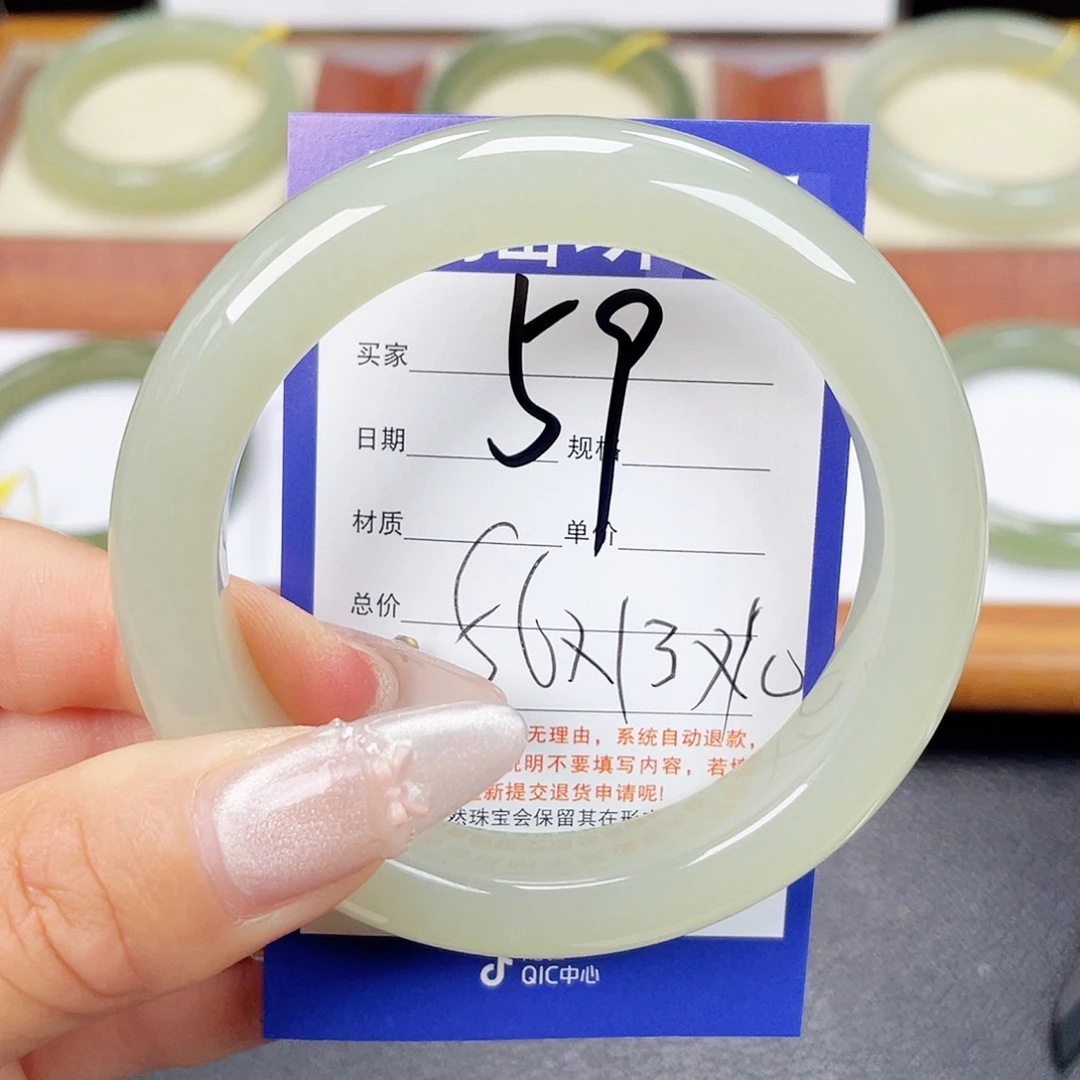 59
买家
日期 规格
材质 单价
总价
56x13x10
无理由，系统自动退款，
明不要填写内容，若
新提交退货申请呢!
然珠宝会保留其在形
QIC中心